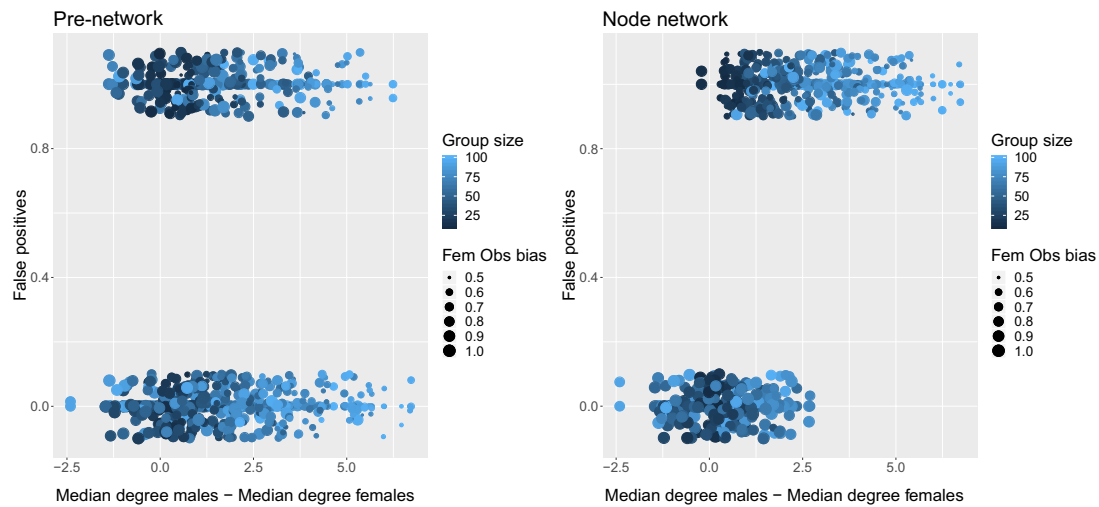 Pre-network
False positives
0.8
0.4
0.0
−2.5 0.0 2.5 5.0
Median degree males − Median degree females
Group size
100
75
50
25
Fem Obs bias
0.5
0.6
0.7
0.8
0.9
1.0
Node network
False positives
0.8
0.4
0.0
−2.5 0.0 2.5 5.0
Median degree males − Median degree females
Group size
100
75
50
25
Fem Obs bias
0.5
0.6
0.7
0.8
0.9
1.0